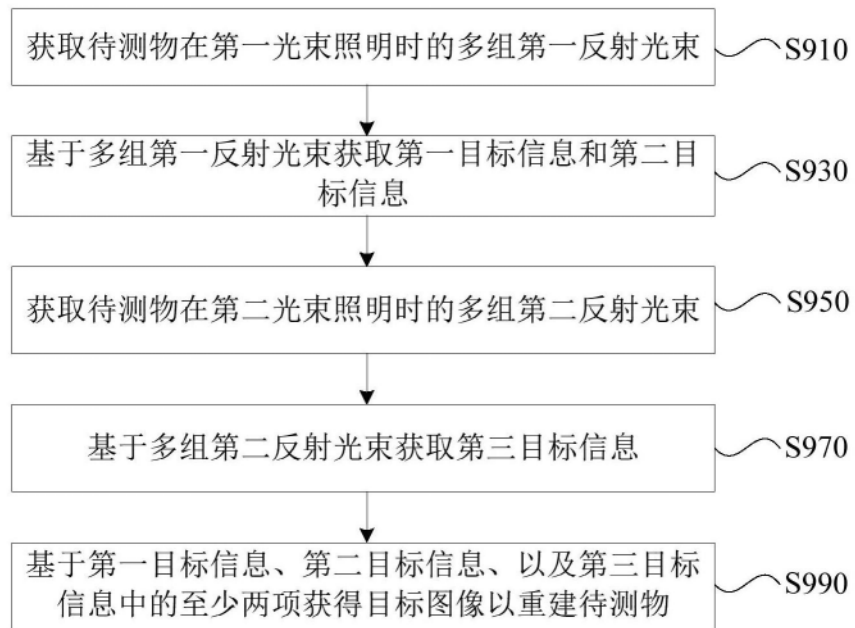 获取待测物在第一光束照明时的多组第一反射光束
S910
基于多组第一反射光束获取第一目标信息和第二目
标信息
S930
获取待测物在第二光束照明时的多组第二反射光束
S950
基于多组第二反射光束获取第三目标信息
S970
基于第一目标信息、第二目标信息、以及第三目标
信息中的至少两项获得目标图像以重建待测物
S990